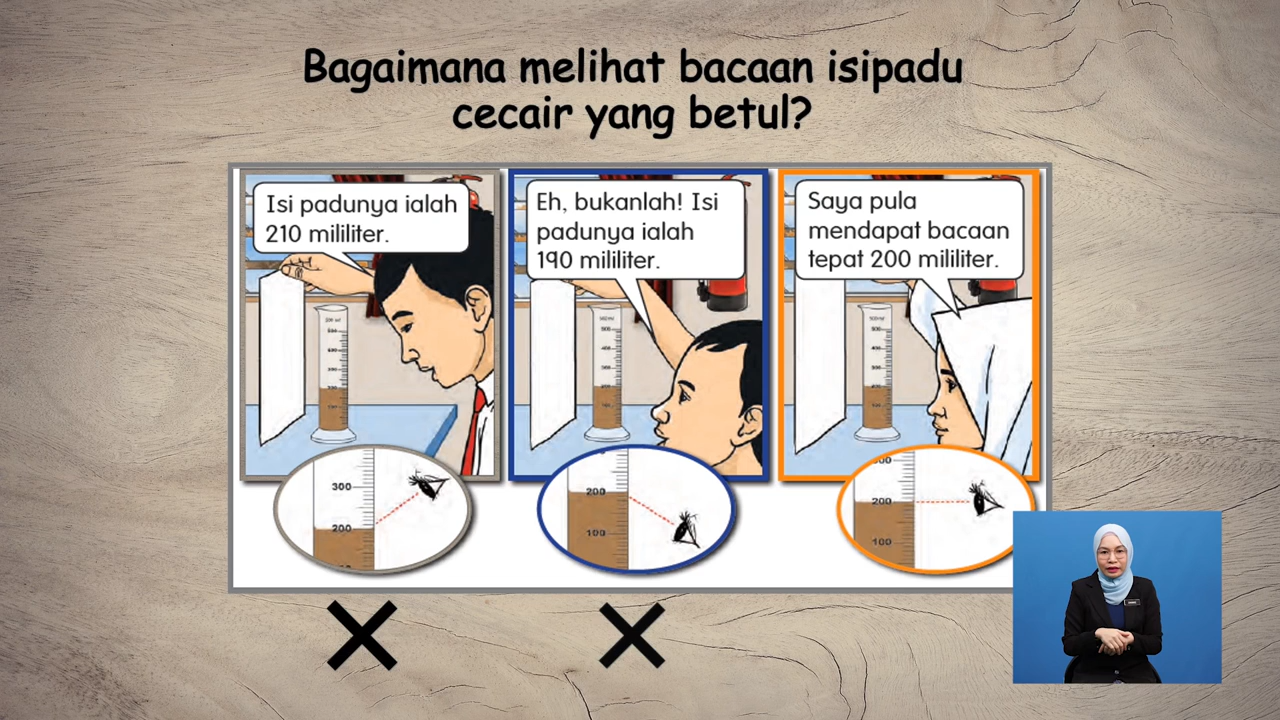 Bagaimana melihat bacaan isipadu
cecair yang betul?
Isi padunya ialah
210 mililiter.
Eh, bukanlah! Isi
padunya ialah
190 mililiter.
Saya pula
mendapat bacaan
tepat 200 mililiter.
300
200
200
100
200
100